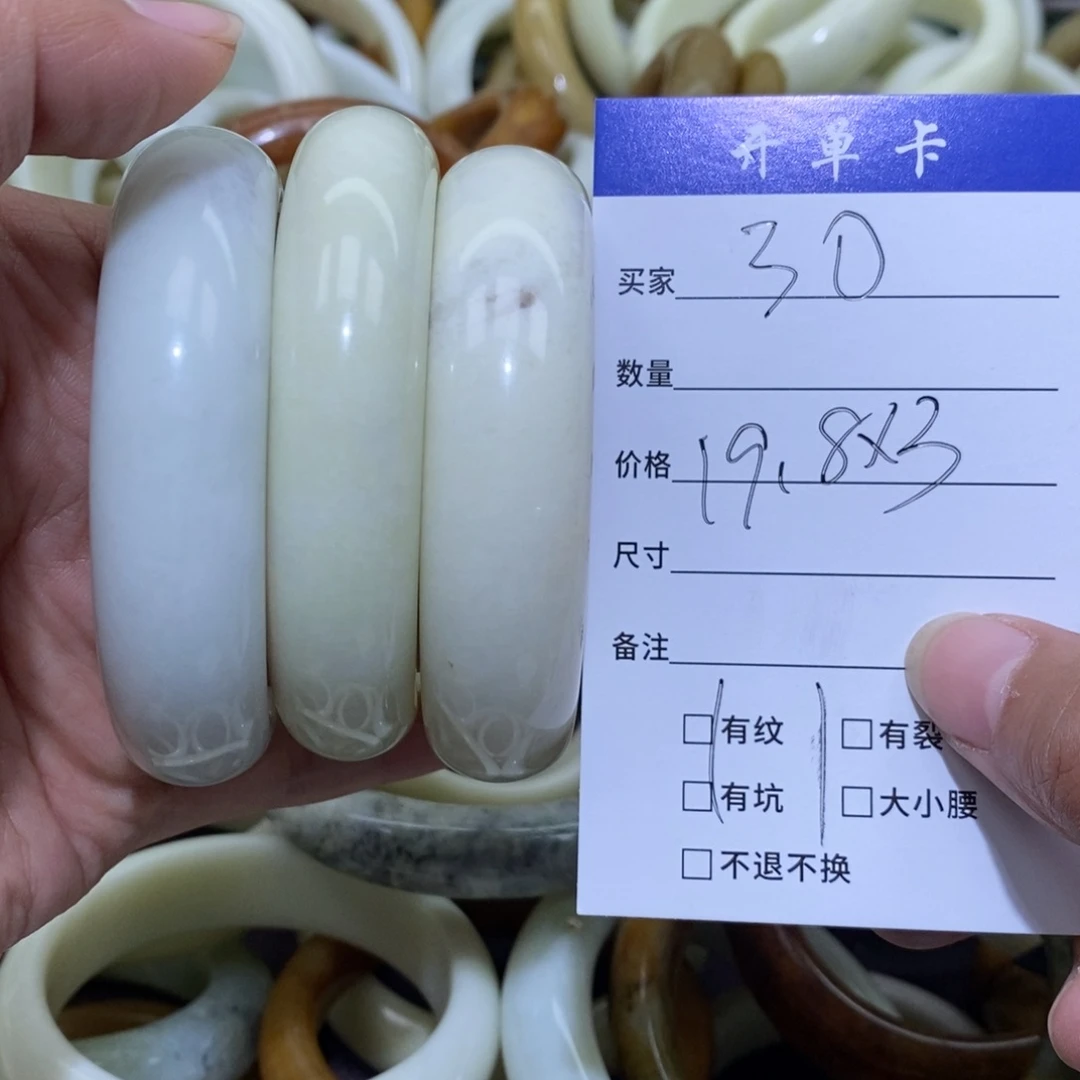 开单卡
买家 30
数量
价格 19.8x3
尺寸
备注
□有纹 □有裂
□有坑 □大小腰
□不退不换